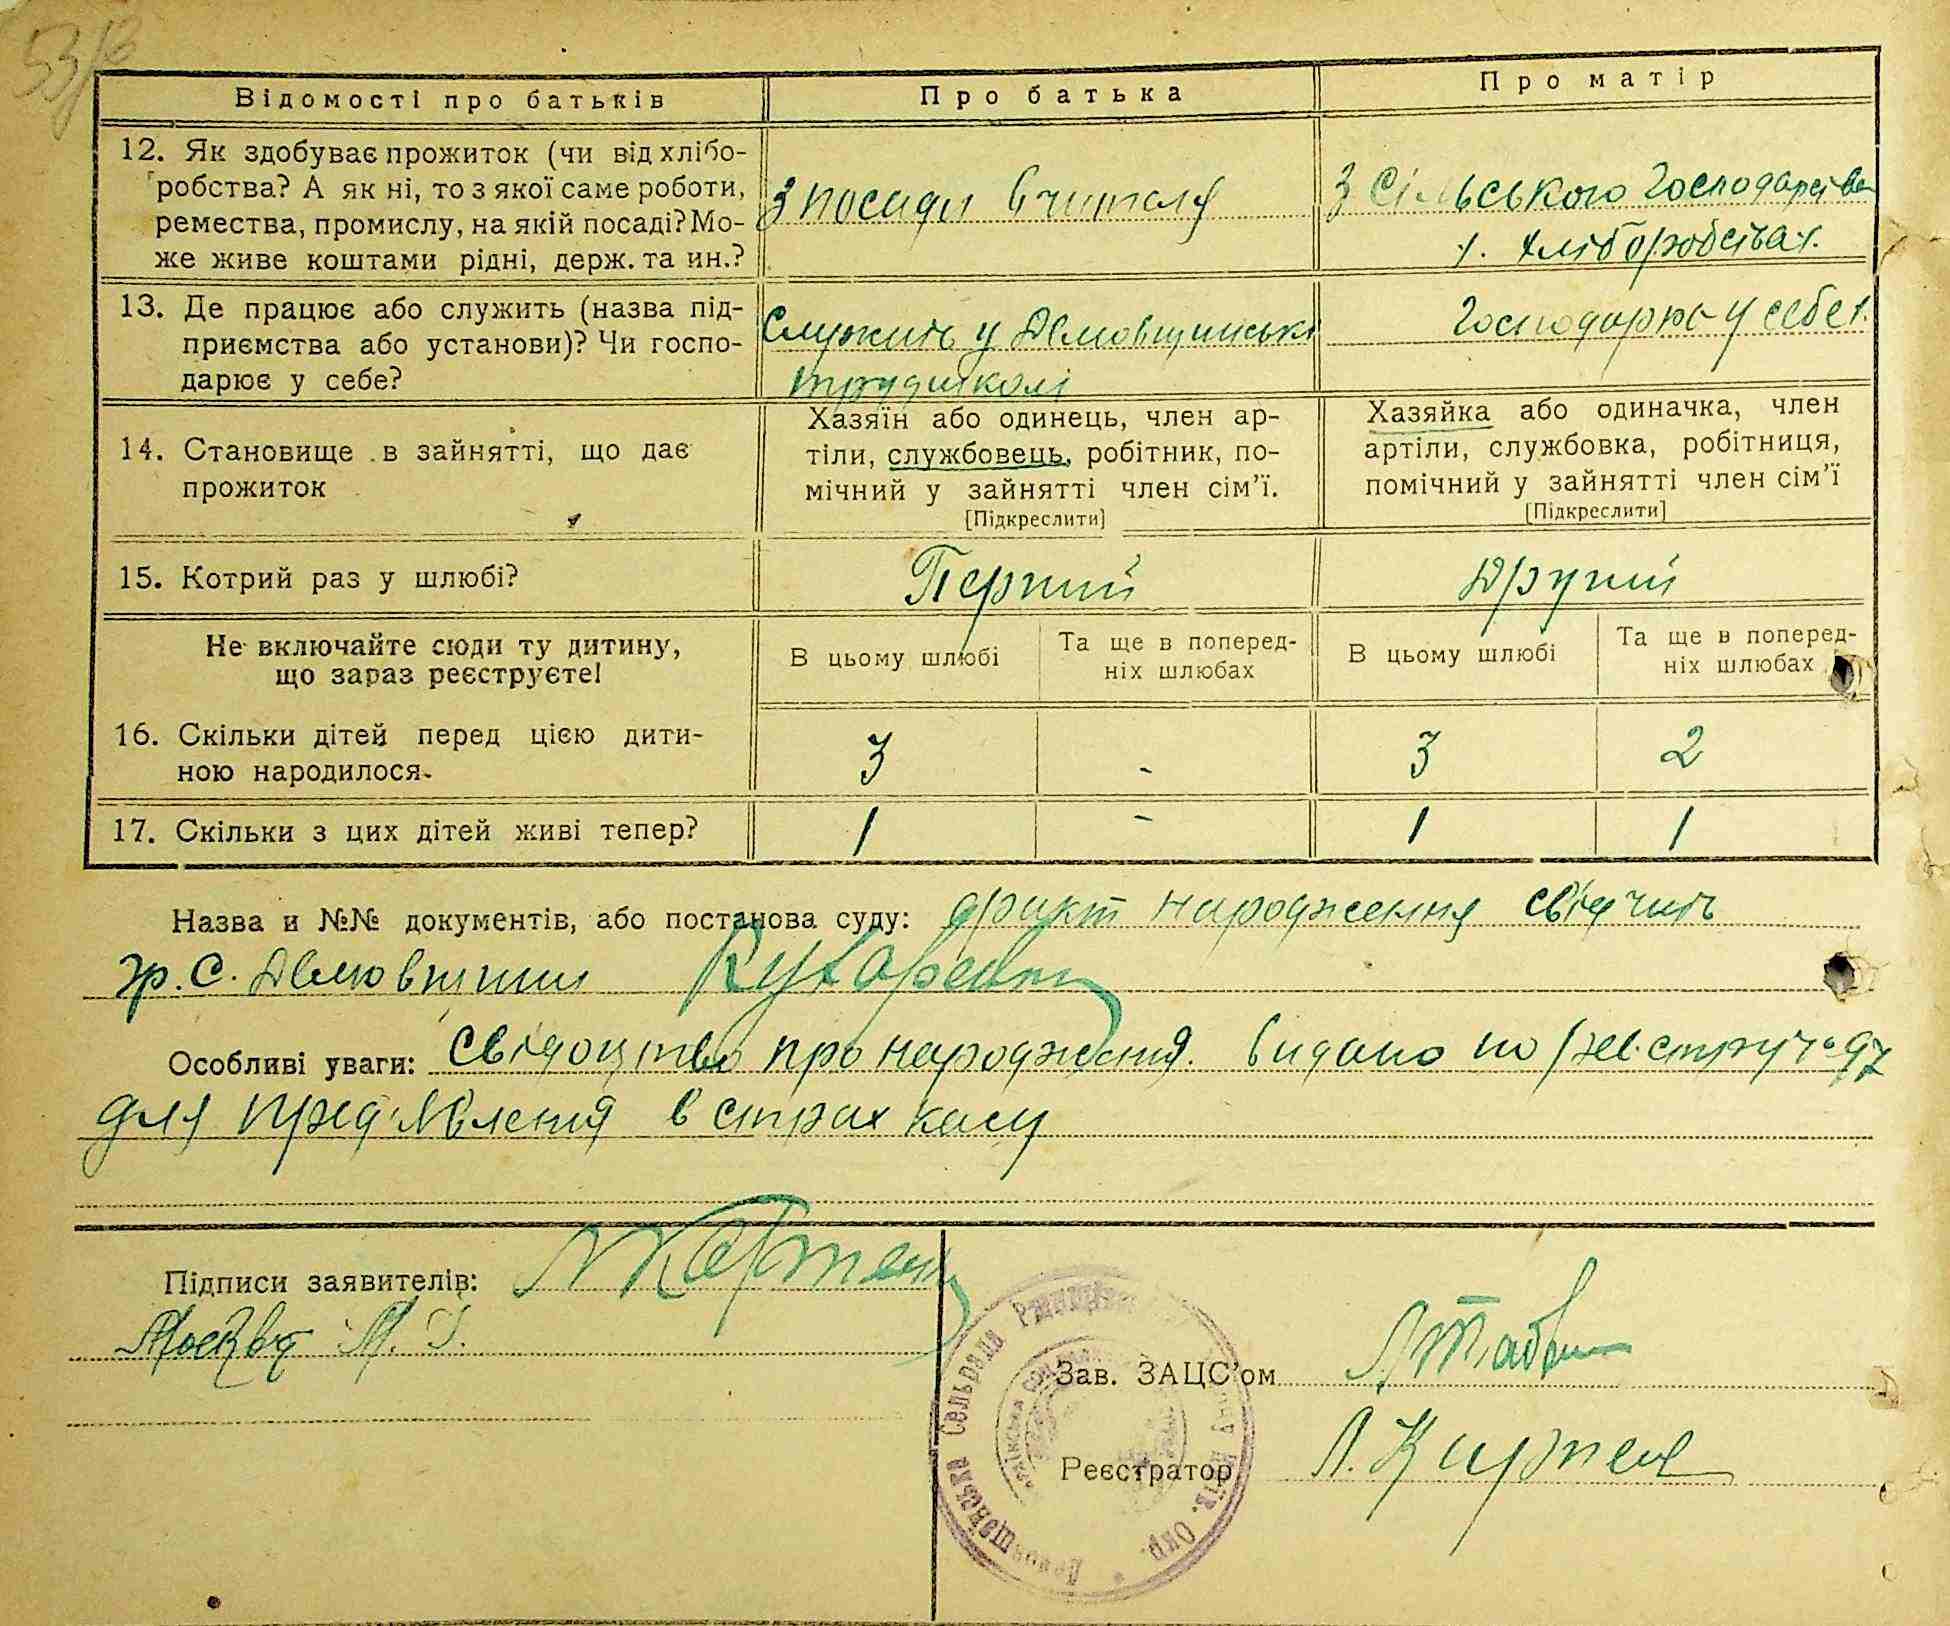 53/в
Відомості про батьків
Про батька
Про матір
12. Як здобуває прожиток (чи від хлібо-
робства? А як ні, то з якої саме роботи,
ремества, промислу, на якій посаді? Мо-
же живе коштами рідні, держ. та ин.?
З посади вчителя
З сільського господарства
/. хліборобства/.
13. Де працює або служить (назва під-
приємства або установи)? Чи госпо-
дарює у себе?
Служить у Демовщинські
трудшколі
Господарює у себе
14. Становище в зайнятті, що дає
прожиток
Хазяїн або одинець, член ар-
тіли, службовець, робітник, по-
мічний у зайнятті член сім'ї.
[Підкреслити]
Хазяйка або одиначка, член
артіли, службовка, робітниця,
помічний у зайнятті член сім'ї
[Підкреслити]
15. Котрий раз у шлюбі?
Перший
Другий
Не включайте сюди ту дитину,
що зараз реєструєте!
В цьому шлюбі
Та ще в поперед-
ніх шлюбах
В цьому шлюбі
Та ще в поперед-
ніх шлюбах
16. Скільки дітей перед цією дити-
ною народилося.
3
-
3
2
17. Скільки з цих дітей живі тепер?
1
-
1
1
Назва и №№ документів, або постанова суду: факт народження свідчить
гр. с. Демовщини
Особливі уваги: Свідоцтво про народження. видано по реєстру № 97
для пред'явлення в страх касу
Підписи заявителів:
М. Г.
Зав. ЗАЦС'ом
Реєстратор
Сельрада
Окр.